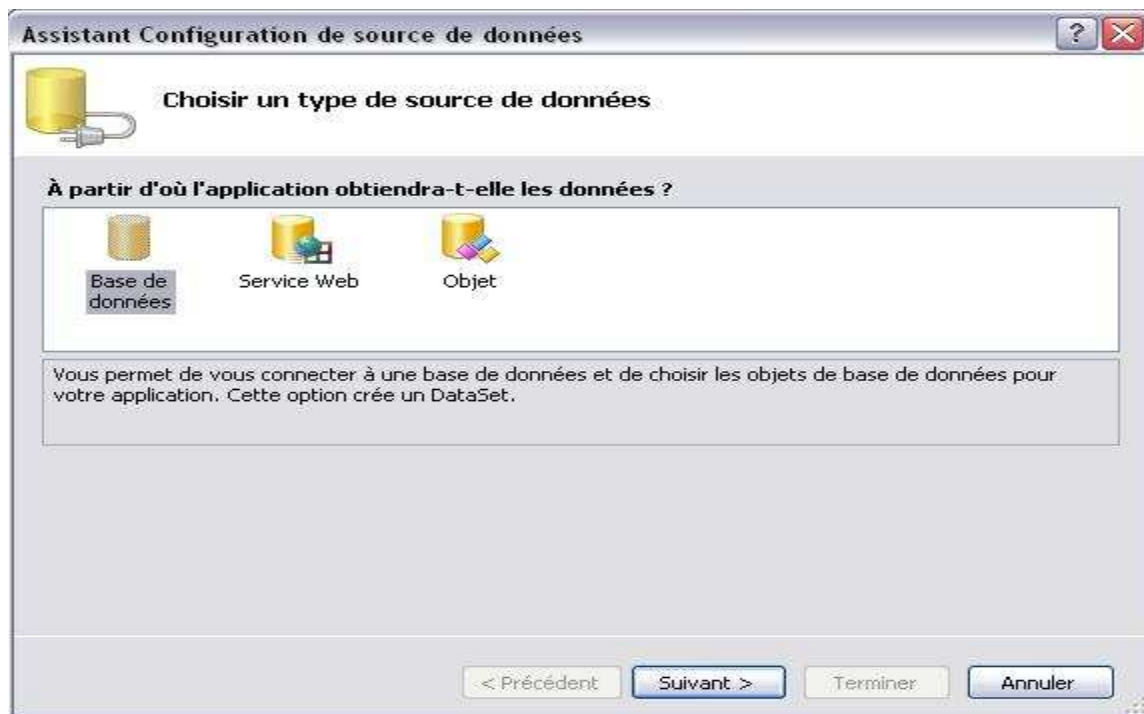 Assistant Configuration de source de données
Choisir un type de source de données
À partir d'où l'application obtiendra-t-elle les données ?
Base de données
Service Web
Objet
Vous permet de vous connecter à une base de données et de choisir les objets de base de données pour
votre application. Cette option crée un DataSet.
< Précédent
Suivant >
Terminer
Annuler